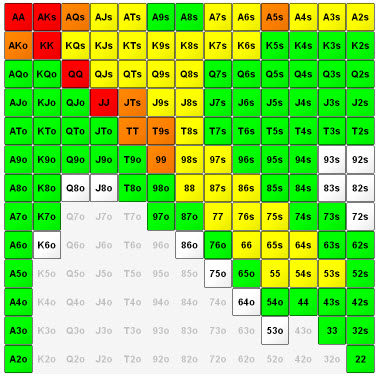 AA AKs AQs AJs ATs A9s A8s A7s A6s A5s A4s A3s A2s
AKo KK KQs KJs KTs K9s K8s K7s K6s K5s K4s K3s K2s
AQo KQo QQ QJs QTs Q9s Q8s Q7s Q6s Q5s Q4s Q3s Q2s
AJo KJo QJo JJ JTs J9s J8s J7s J6s J5s J4s J3s J2s
ATo KTo QTo JTo TT T9s T8s T7s T6s T5s T4s T3s T2s
A9o K9o Q9o J9o T9o 99 98s 97s 96s 95s 94s 93s 92s
A8o K8o Q8o J8o T8o 98o 88 87s 86s 85s 84s 83s 82s
A7o K7o Q7o J7o T7o 97o 87o 77 76s 75s 74s 73s 72s
A6o K6o Q6o J6o T6o 96o 86o 76o 66 65s 64s 63s 62s
A5o K5o Q5o J5o T5o 95o 85o 75o 65o 55 54s 53s 52s
A4o K4o Q4o J4o T4o 94o 84o 74o 64o 54o 44 43s 42s
A3o K3o Q3o J3o T3o 93o 83o 73o 63o 53o 43o 33 32s
A2o K2o Q2o J2o T2o 92o 82o 72o 62o 52o 42o 32o 22